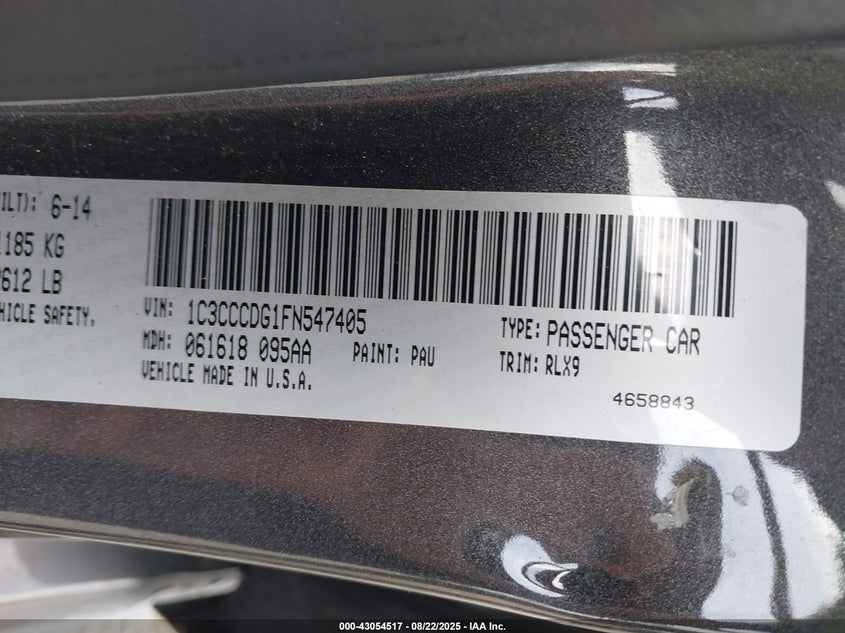 ILT): 6-14
185 KG
612 LB
HICLE SAFETY,
VIN: 1C3CCCDG1FN547405
TYPE: PASSENGER CAR
MDH: 061618 095AA
PAINT: PAU
TRIM: RLX9
VEHICLE MADE IN U.S.A.
4658843
000-43054517 - 08/22/2025 - IAA Inc.